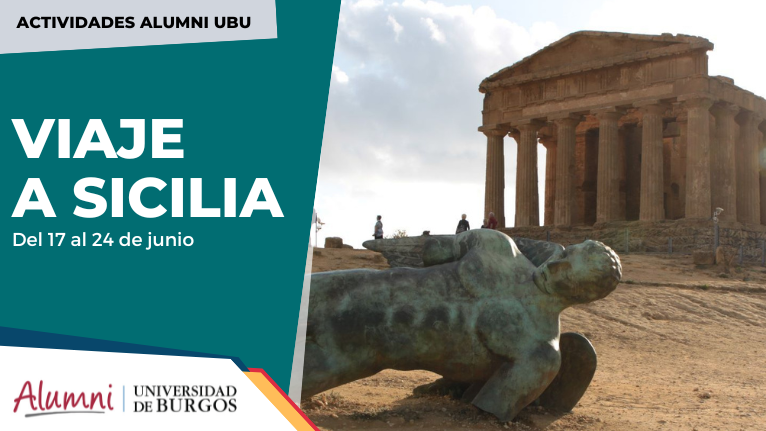 ACTIVIDADES ALUMNI UBU
VIAJE
A SICILIA
Del 17 al 24 de junio
Alumni
UNIVERSIDAD
DE BURGOS